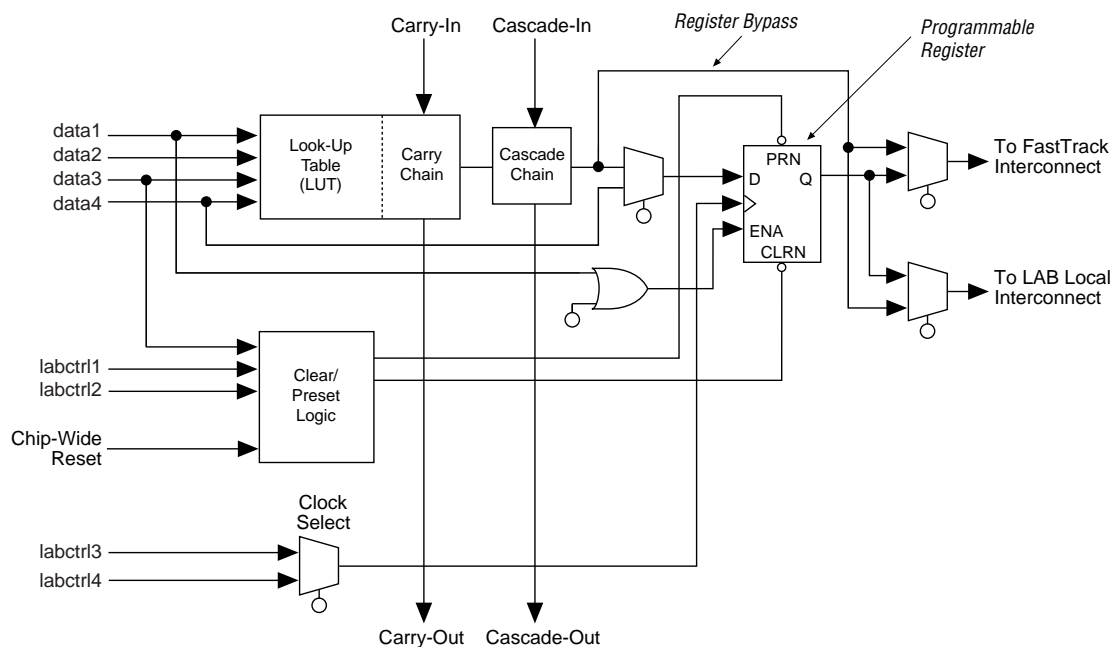 Carry-In
Cascade-In
Register Bypass
Programmable
Register
data1
data2
data3
data4
Look-Up
Table
(LUT)
Carry
Chain
Cascade
Chain
PRN
D
Q
ENA
CLRN
To FastTrack
Interconnect
To LAB Local
Interconnect
labctrl1
labctrl2
Clear/
Preset
Logic
Chip-Wide
Reset
Clock
Select
labctrl3
labctrl4
Carry-Out
Cascade-Out